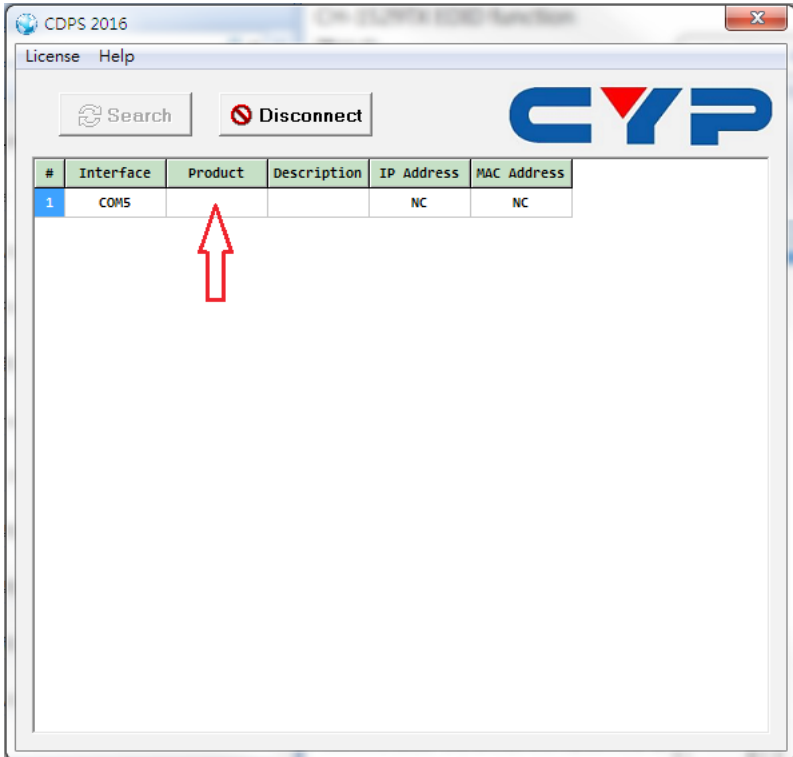 CDPS 2016
License Help
Search Disconnect
CYP
# Interface Product Description IP Address MAC Address
1 COM5 NC NC